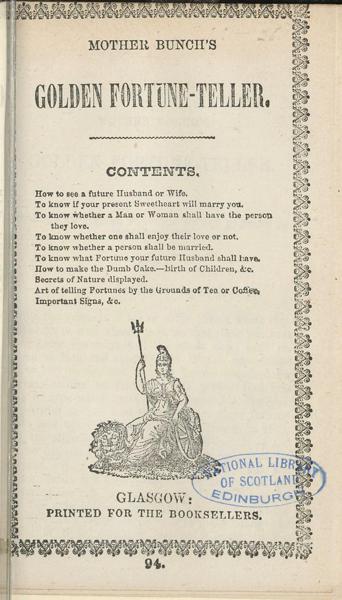 MOTHER BUNCH'S
GOLDEN FORTUNE-TELLER.
CONTENTS.
How to see a future Husband or Wife.
To know if your present Sweetheart will marry you.
To know whether a Man or Woman shall have the person
they love.
To know whether one shall enjoy their love or not.
To know whether a person shall be married.
To know what Fortune your future Husband shall have.
How to make the Dumb Cake.—Birth of Children, &c.
Secrets of Nature displayed.
Art of telling Fortunes by the Grounds of Tea or Coffee.
Important Signs, &c.
NATIONAL LIBRARY
OF SCOTLAND
EDINBURGH
GLASGOW:
PRINTED FOR THE BOOKSELLERS.
94.